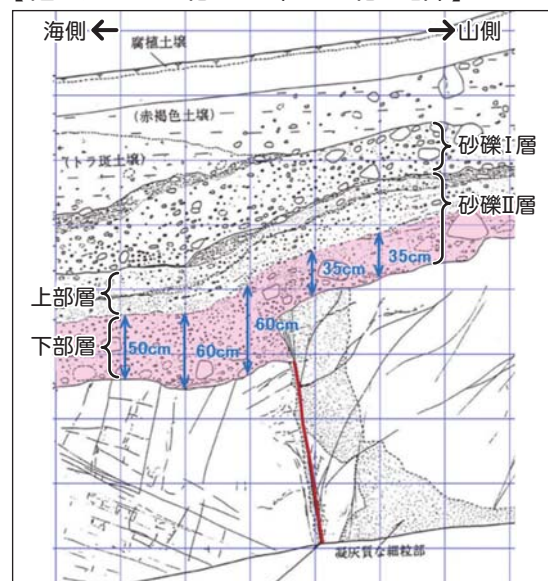 海側
山側
腐植土壌
(赤褐色土壌)
(トラ斑土壌)
砂礫Ⅰ層
砂礫Ⅱ層
35cm
35cm
上部層
60cm
下部層
50cm
60cm
凝灰質な細粒部